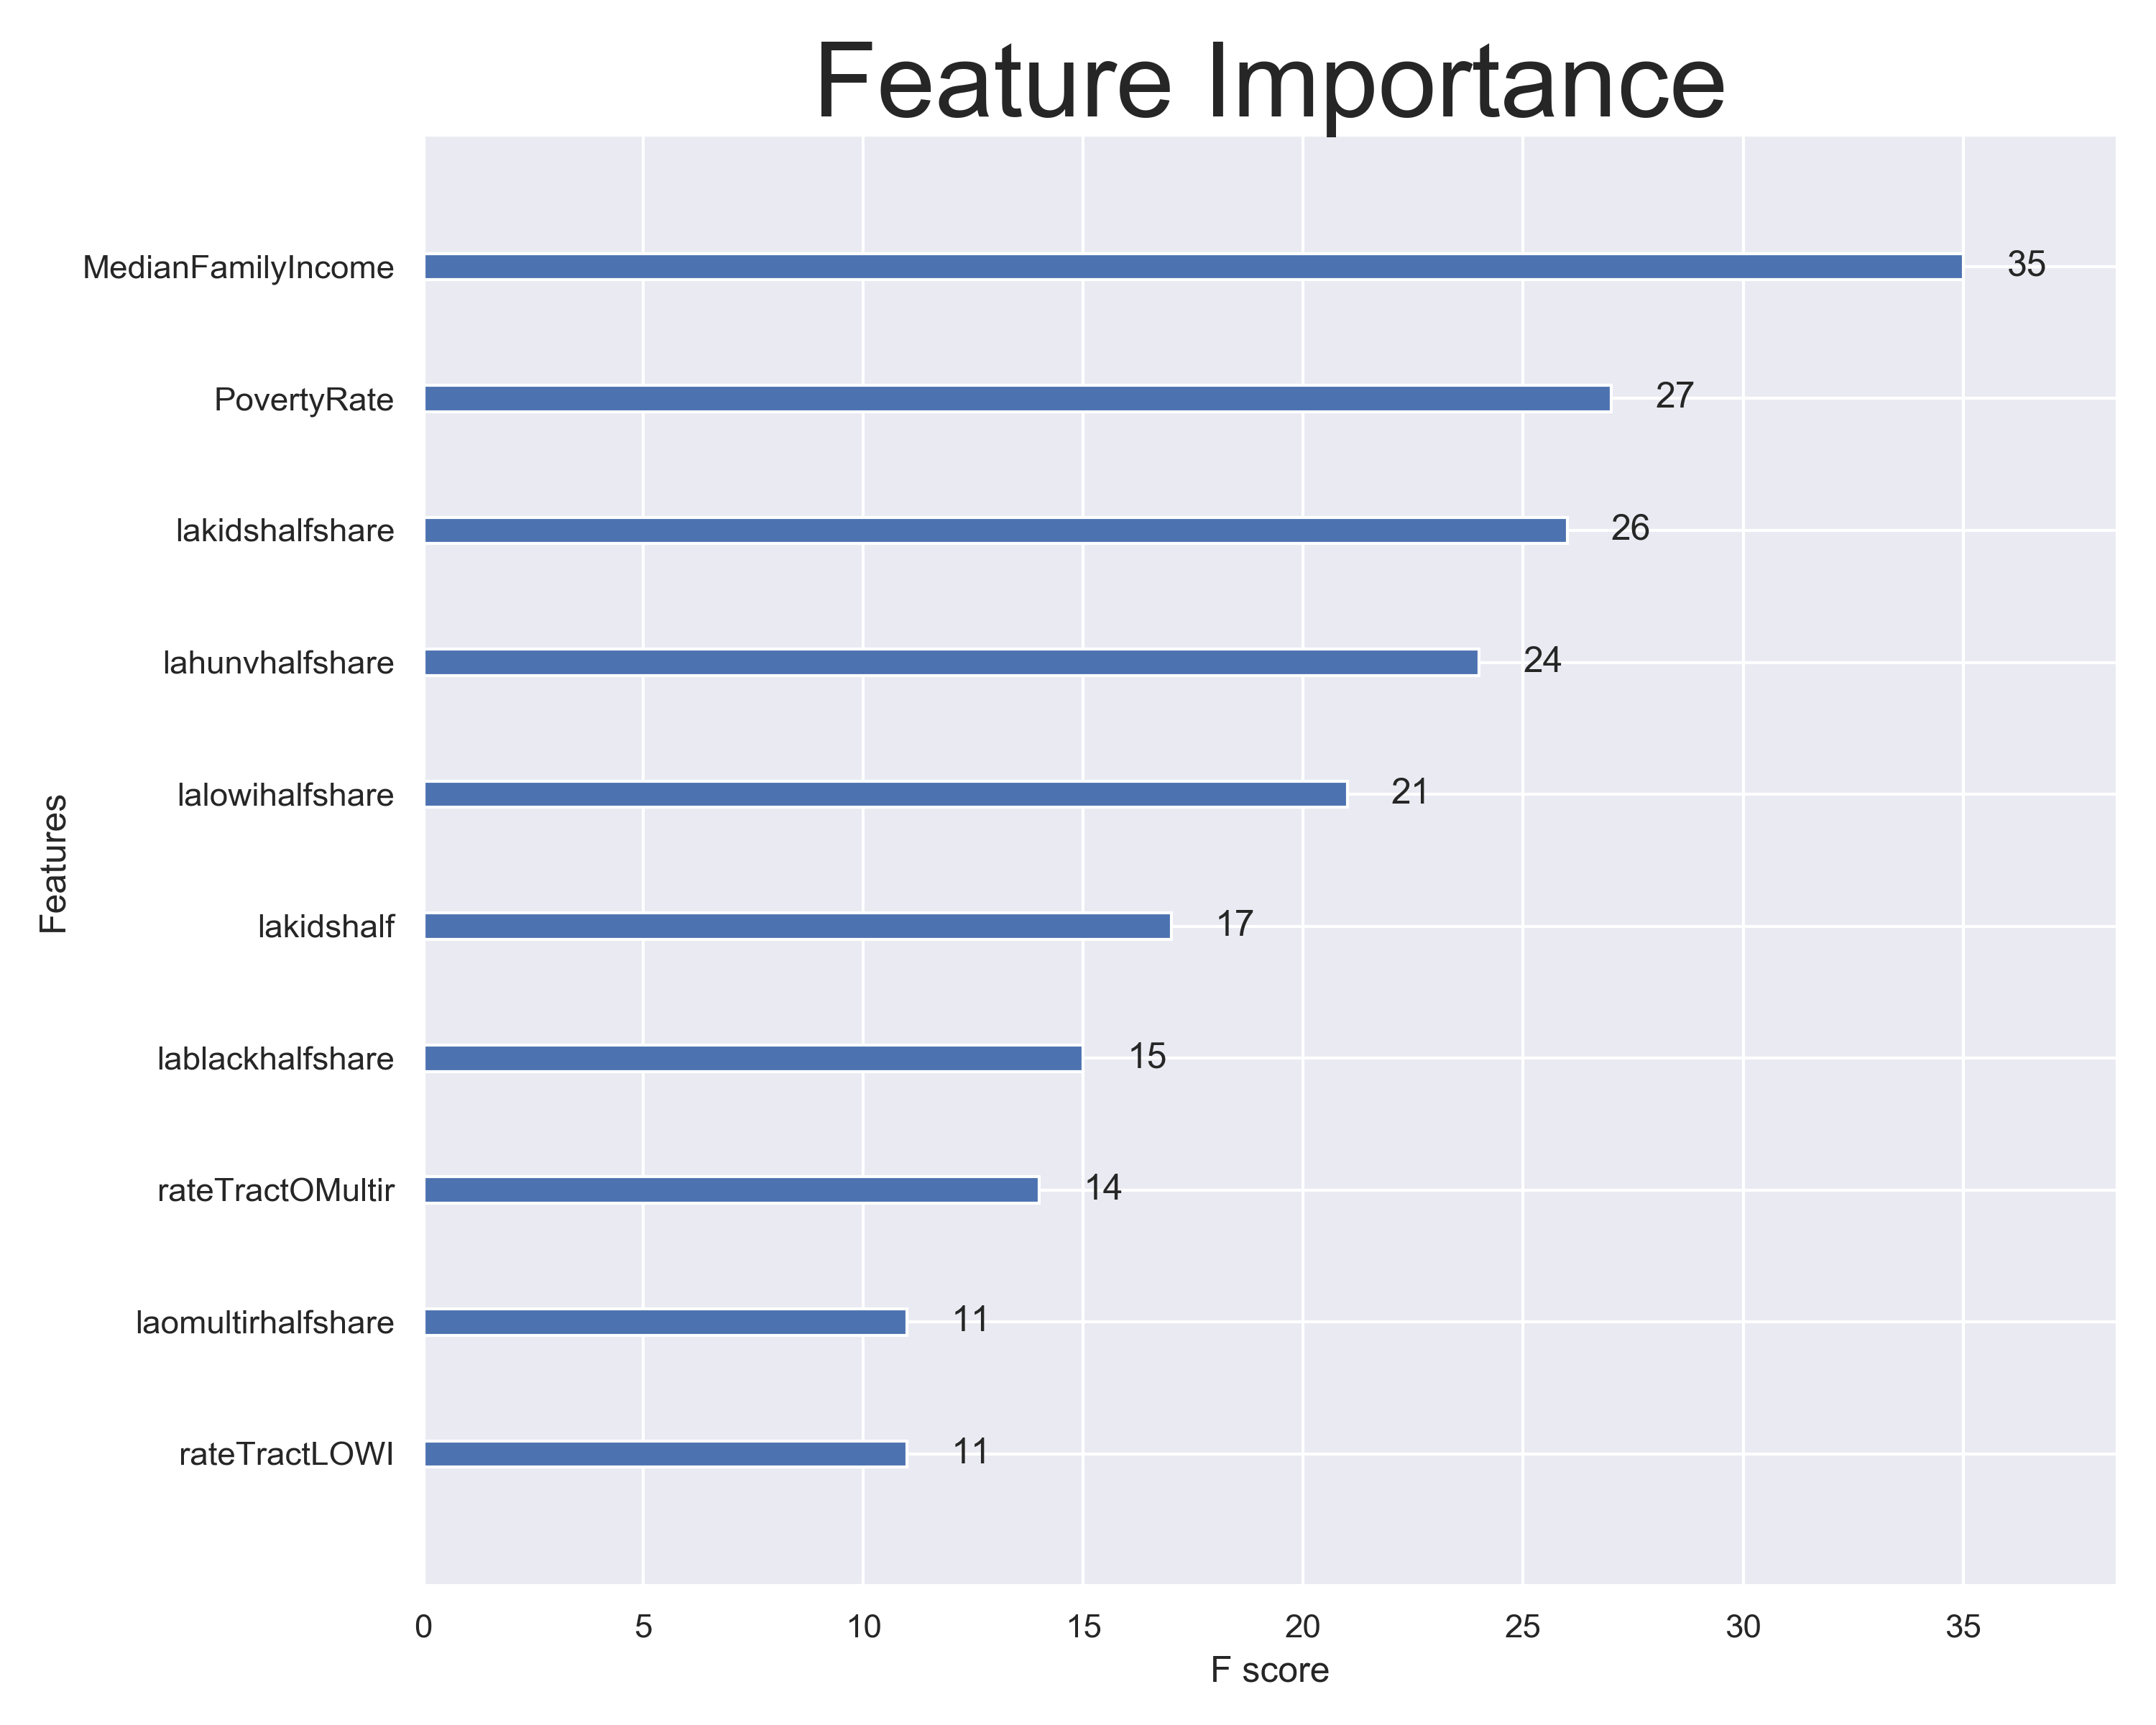 Feature Importance
Features
MedianFamilyIncome 35
PovertyRate 27
lakidshalfshare 26
lahunvhalfshare 24
lalowihalfshare 21
lakidshalf 17
lablackhalfshare 15
rateTractOMultir 14
laomultirhalfshare 11
rateTractLOWI 11
0 5 10 15 20 25 30 35
F score